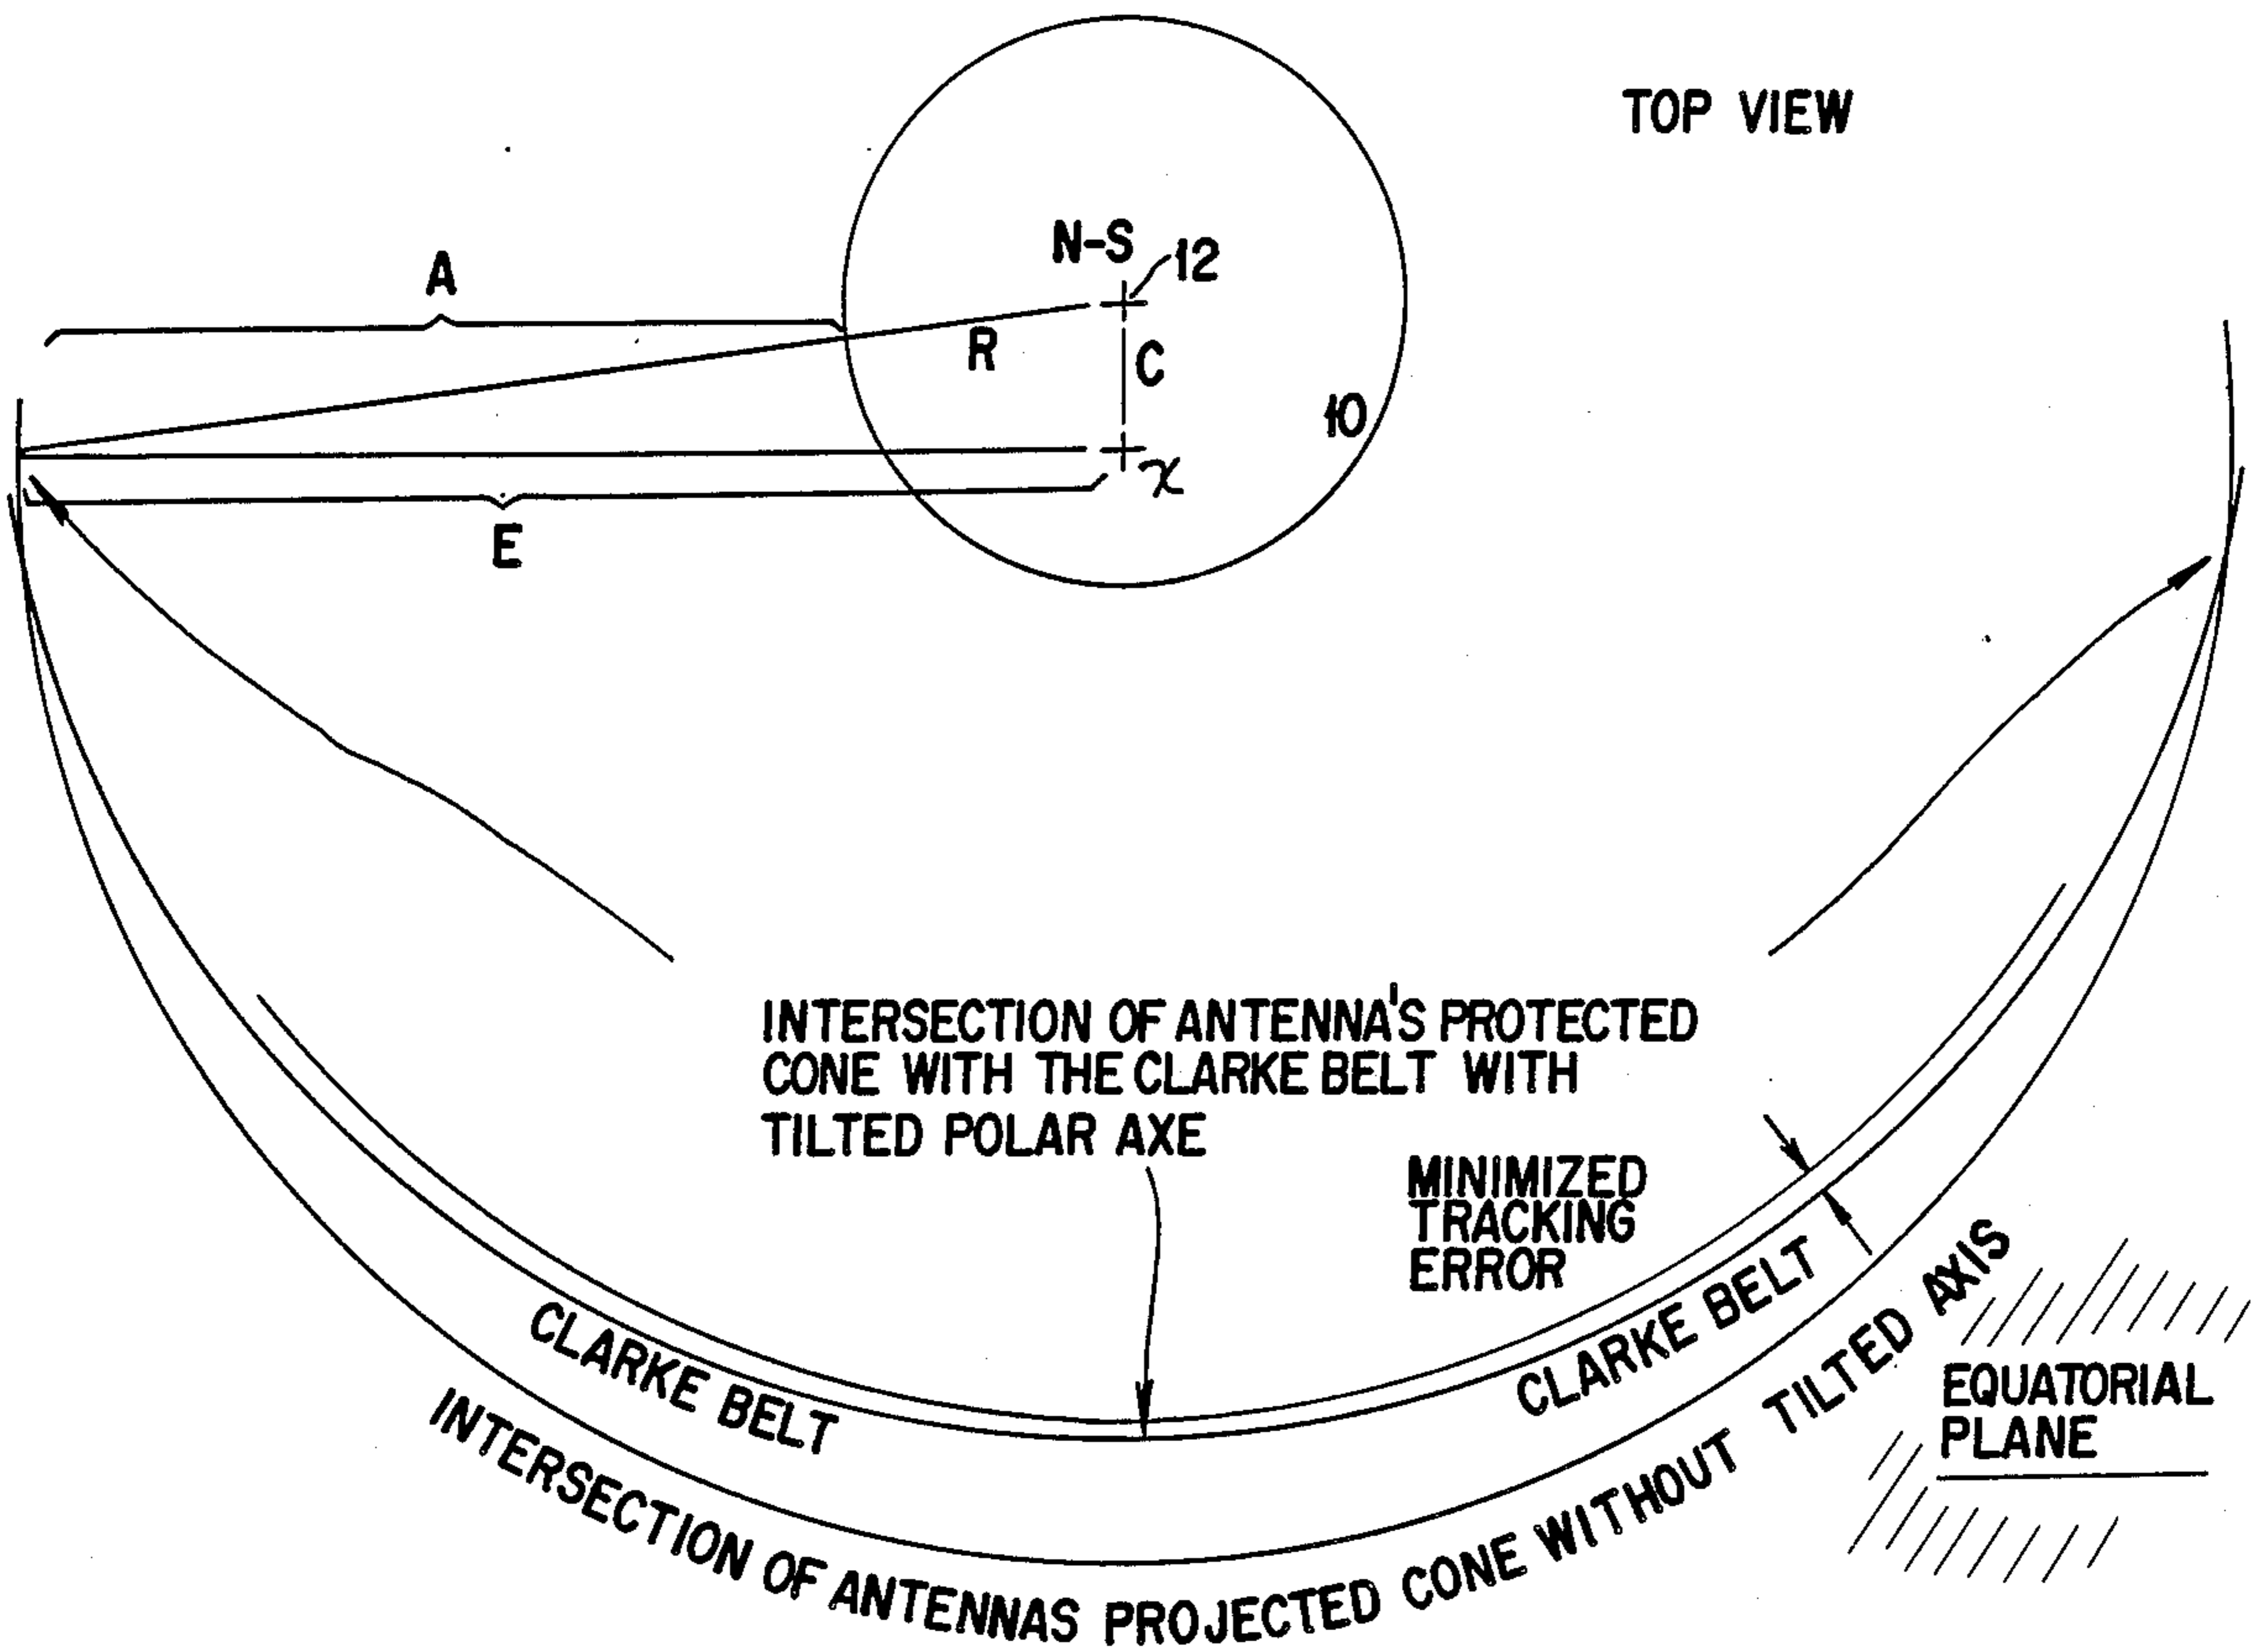 TOP VIEW
N-S
12
A
R
C
10
χ
E
INTERSECTION OF ANTENNA'S PROTECTED
CONE WITH THE CLARKE BELT WITH
TILTED POLAR AXE
MINIMIZED
TRACKING
ERROR
CLARKE BELT
CLARKE BELT
INTERSECTION OF ANTENNAS PROJECTED CONE WITHOUT TILTED AXIS
EQUATORIAL
PLANE